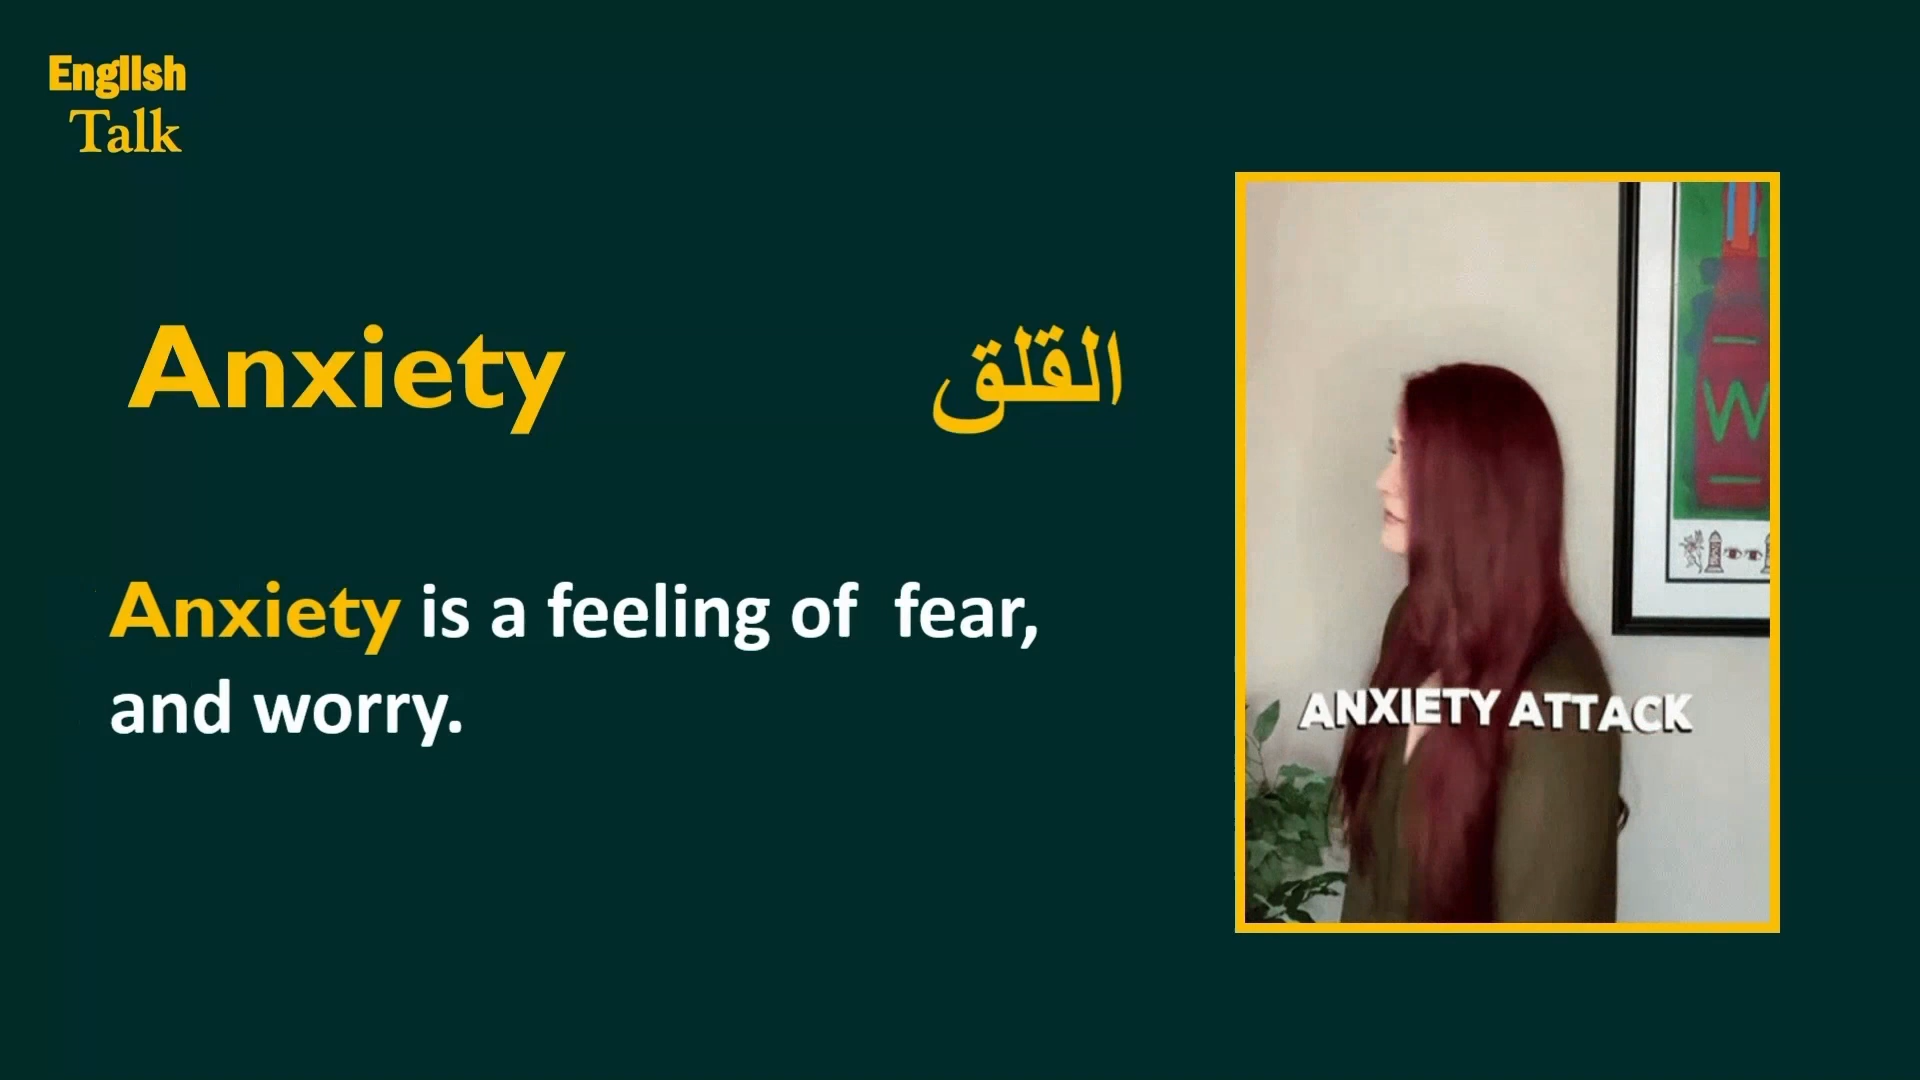 English
Talk
Anxiety
القلق
Anxiety is a feeling of fear,
and worry.
W
ANXIETY ATTACK